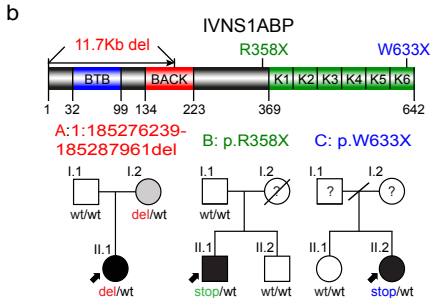 b
IVNS1ABP
11.7Kb del
R358X
W633X
BTB
BACK
K1 K2 K3 K4 K5 K6
1 32 99 134 223 369 642
A:1:185276239-
185287961del
B: p.R358X
C: p.W633X
I.1 I.2 I.1 I.2 I.1 I.2
? ? ?
wt/wt del/wt wt/wt
II.1 II.1 II.2 II.1 II.2
del/wt stop/wt wt/wt wt/wt stop/wt